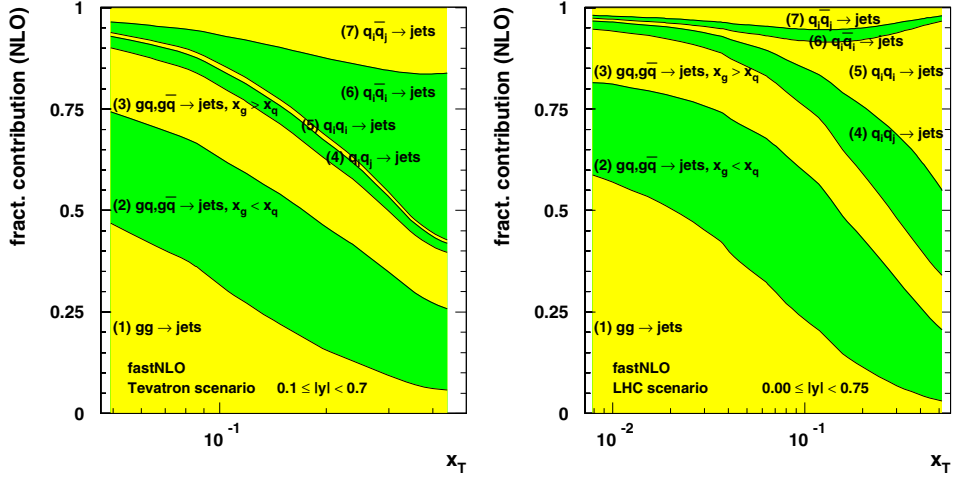 fract. contribution (NLO)
1
0.75
0.5
0.25
0
(7) q_i q̄_j → jets
(6) q_i q̄_i → jets
(3) gq,gq̄ → jets, x_g > x_q
(5) q_i q_i → jets
(4) q_i q_j → jets
(2) gq,gq̄ → jets, x_g < x_q
(1) gg → jets
fastNLO
Tevatron scenario 0.1 ≤ |y| < 0.7
10^-1
x_T
fract. contribution (NLO)
1
0.75
0.5
0.25
0
(7) q_i q̄_j → jets
(6) q_i q̄_i → jets
(3) gq,gq̄ → jets, x_g > x_q
(5) q_i q_i → jets
(4) q_i q_j → jets
(2) gq,gq̄ → jets, x_g < x_q
(1) gg → jets
fastNLO
LHC scenario 0.00 ≤ |y| < 0.75
10^-2
10^-1
x_T